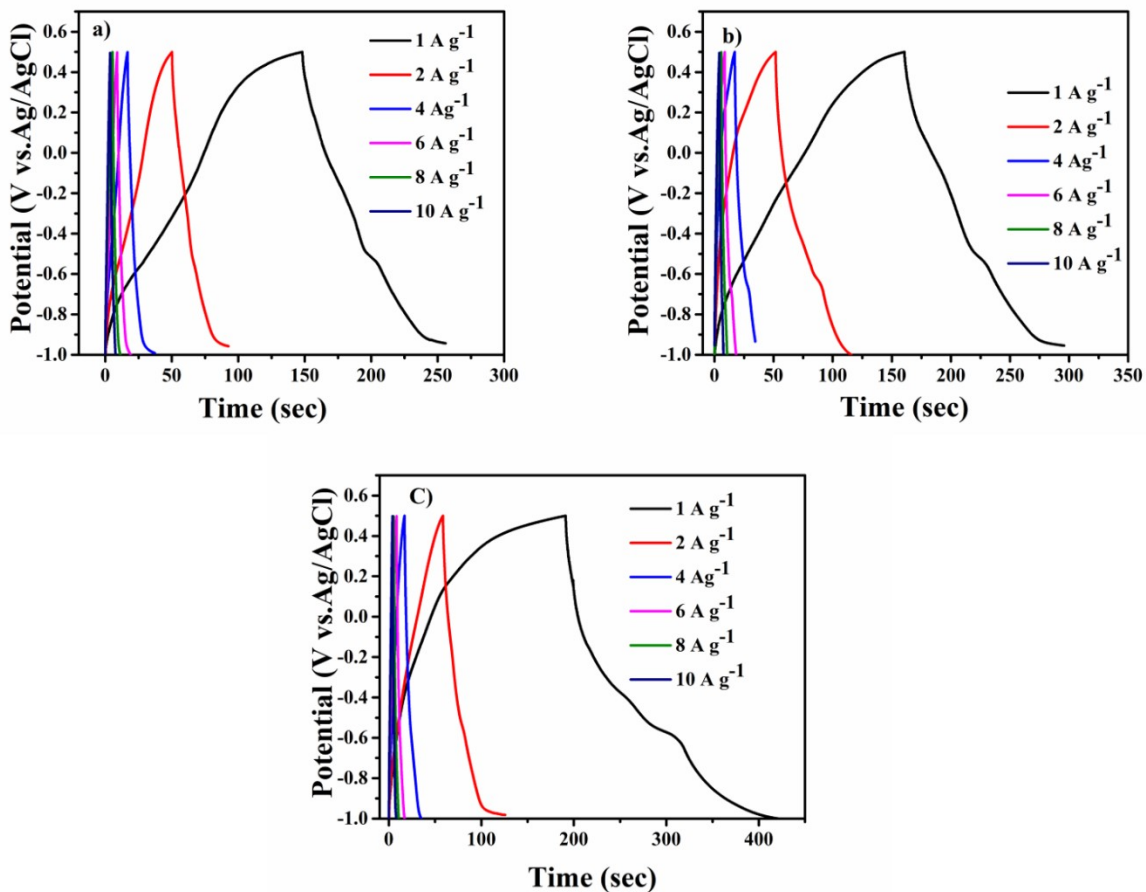 a)
1 A g-1
2 A g-1
4 Ag-1
6 A g-1
8 A g-1
10 A g-1
0.6
0.4
0.2
0.0
-0.2
-0.4
-0.6
-0.8
-1.0
Potential (V vs.Ag/AgCl)
0 50 100 150 200 250 300
Time (sec)
b)
1 A g-1
2 A g-1
4 Ag-1
6 A g-1
8 A g-1
10 A g-1
0.6
0.4
0.2
0.0
-0.2
-0.4
-0.6
-0.8
-1.0
Potential (V vs.Ag/AgCl)
0 50 100 150 200 250 300 350
Time (sec)
C)
1 A g-1
2 A g-1
4 Ag-1
6 A g-1
8 A g-1
10 A g-1
0.6
0.4
0.2
0.0
-0.2
-0.4
-0.6
-0.8
-1.0
Potential (V vs.Ag/AgCl)
0 100 200 300 400
Time (sec)